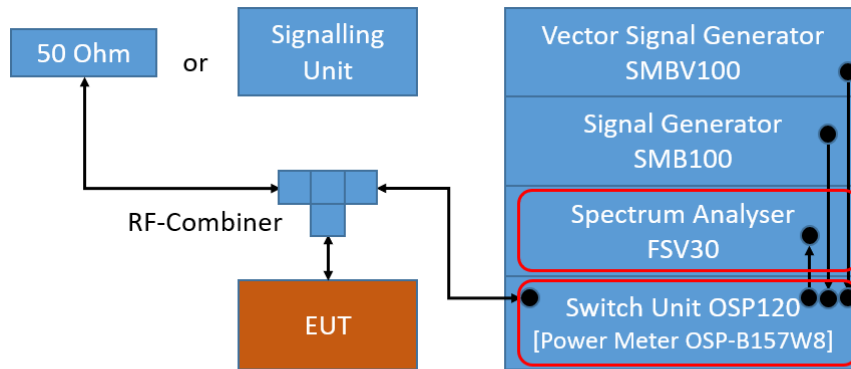 50 Ohm
or
Signalling
Unit
Vector Signal Generator
SMBV100
Signal Generator
SMB100
RF-Combiner
Spectrum Analyser
FSV30
EUT
Switch Unit OSP120
[Power Meter OSP-B157W8]